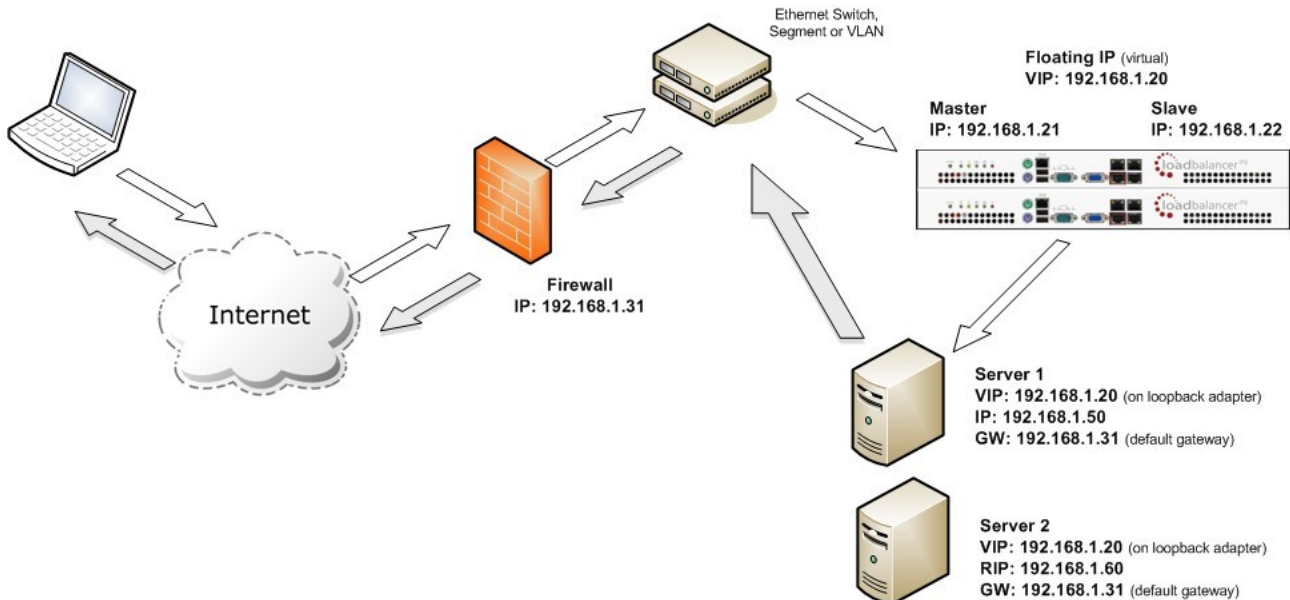 Ethernet Switch,
Segment or VLAN
Floating IP (virtual)
VIP: 192.168.1.20
Master
IP: 192.168.1.21
Slave
IP: 192.168.1.22
loadbalancer.org
loadbalancer.org
Firewall
IP: 192.168.1.31
Internet
Server 1
VIP: 192.168.1.20 (on loopback adapter)
IP: 192.168.1.50
GW: 192.168.1.31 (default gateway)
Server 2
VIP: 192.168.1.20 (on loopback adapter)
RIP: 192.168.1.60
GW: 192.168.1.31 (default gateway)